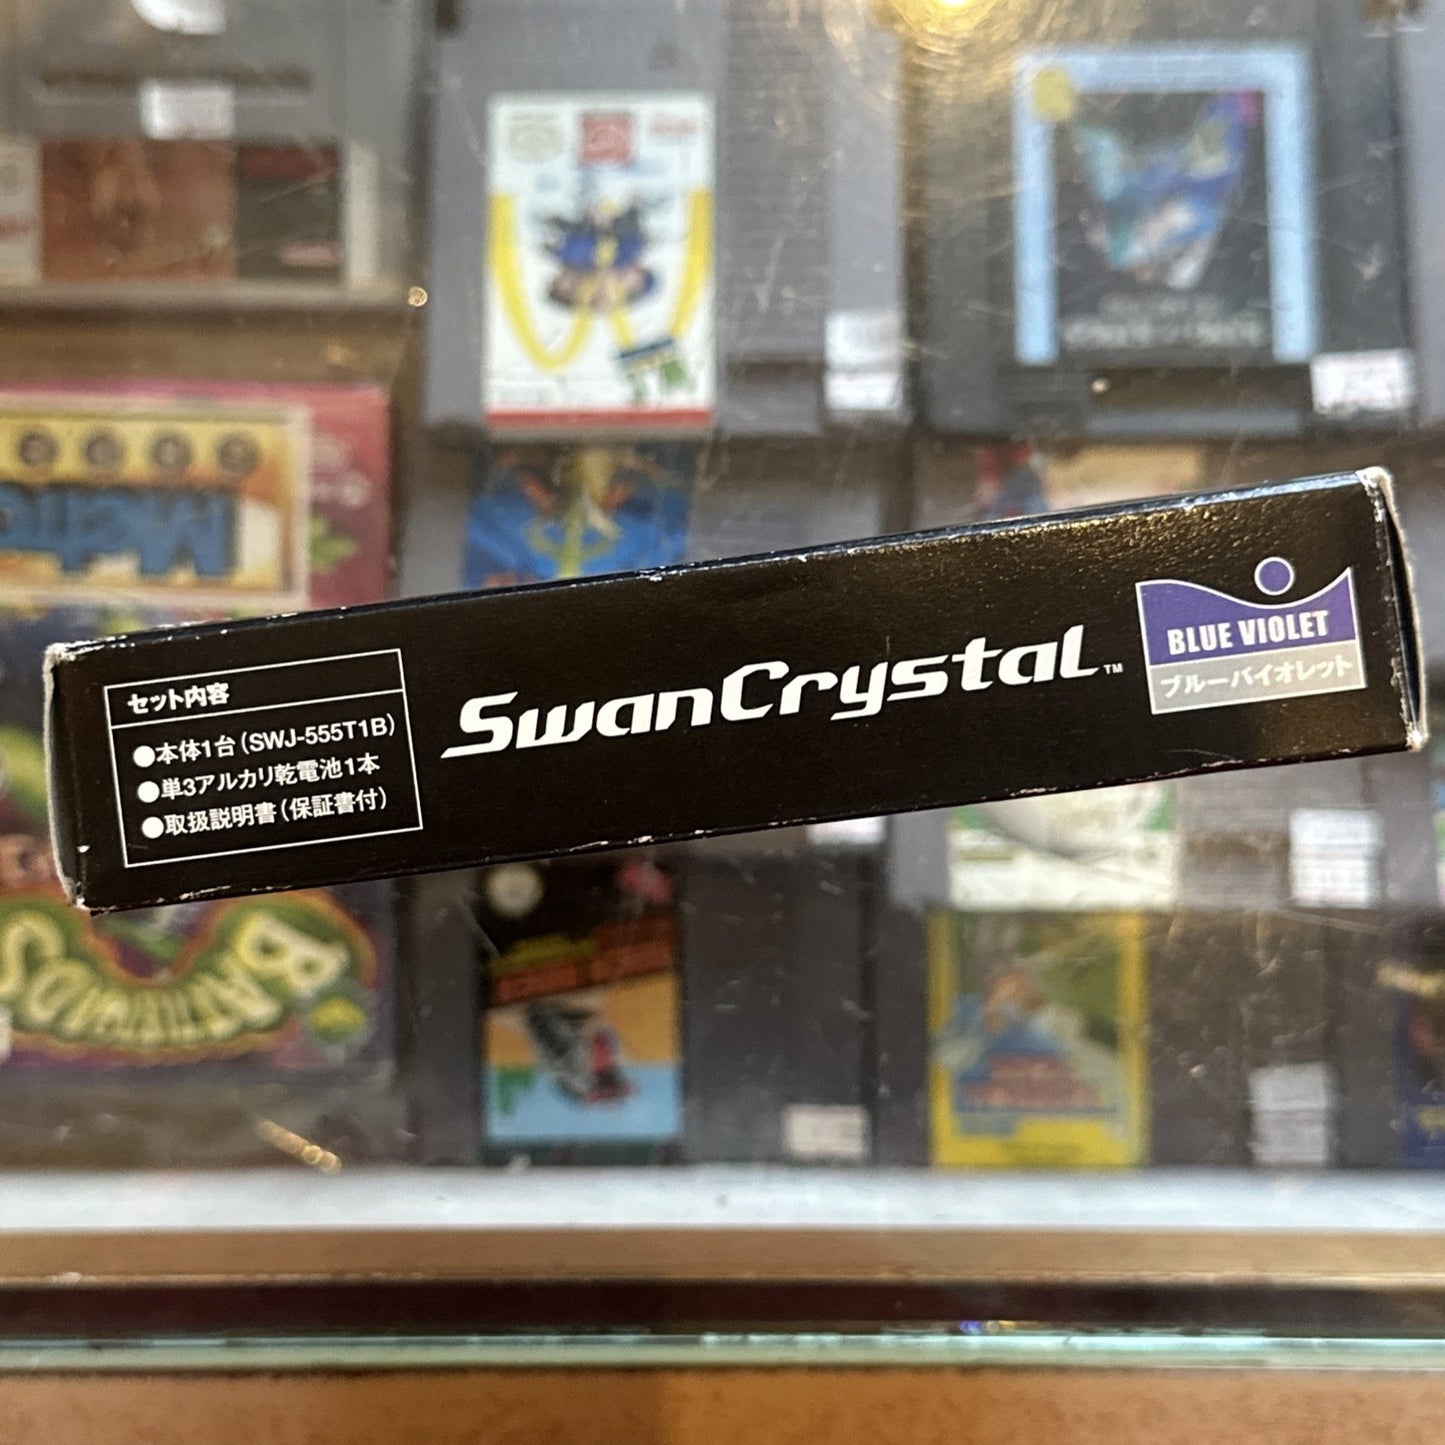 セット内容
●本体1台(SWJ-555T1B)
●単3アルカリ乾電池1本
●取扱説明書(保証書付)
SwanCrystal™
BLUE VIOLET
ブルーバイオレット
BATTLETOADS